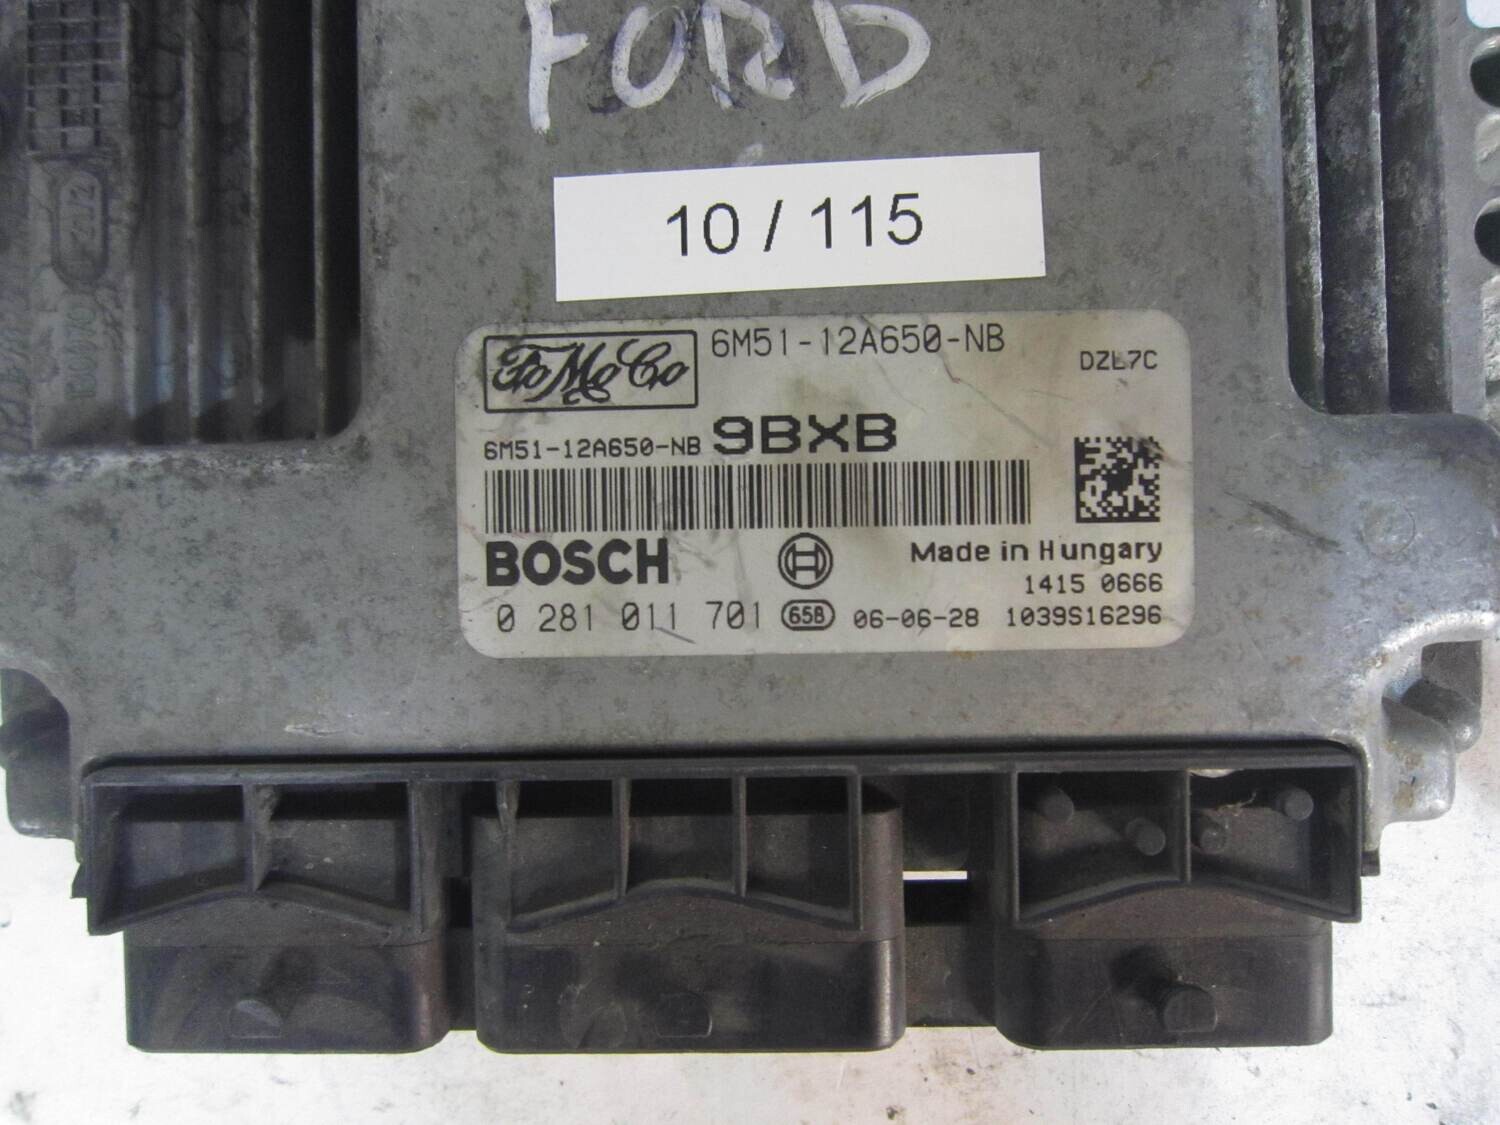 FORD
10 / 115
FoMoCo 6M51-12A650-NB
DZL7C
6M51-12A650-NB 9BXB
BOSCH
Made in Hungary
1415 0666
0 281 011 701 658 06-06-28 1039S16296